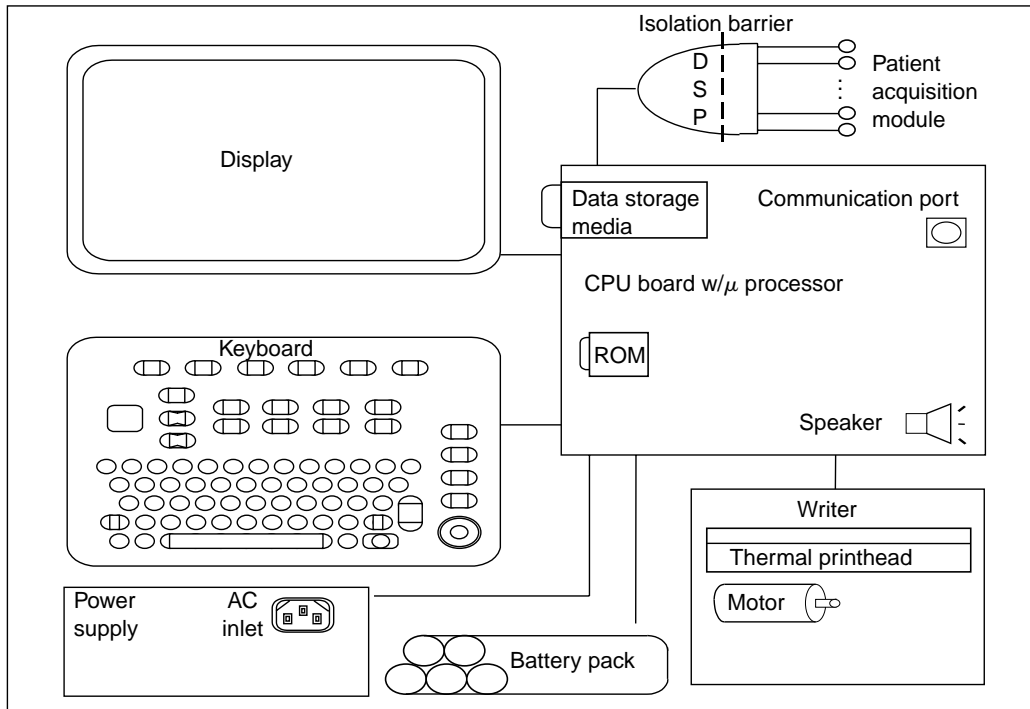 Isolation barrier
D
S
P
Patient
acquisition
module
Display
Data storage
media
Communication port
CPU board w/μ processor
ROM
Keyboard
Speaker
Writer
Thermal printhead
Motor
Power
supply
AC
inlet
Battery pack